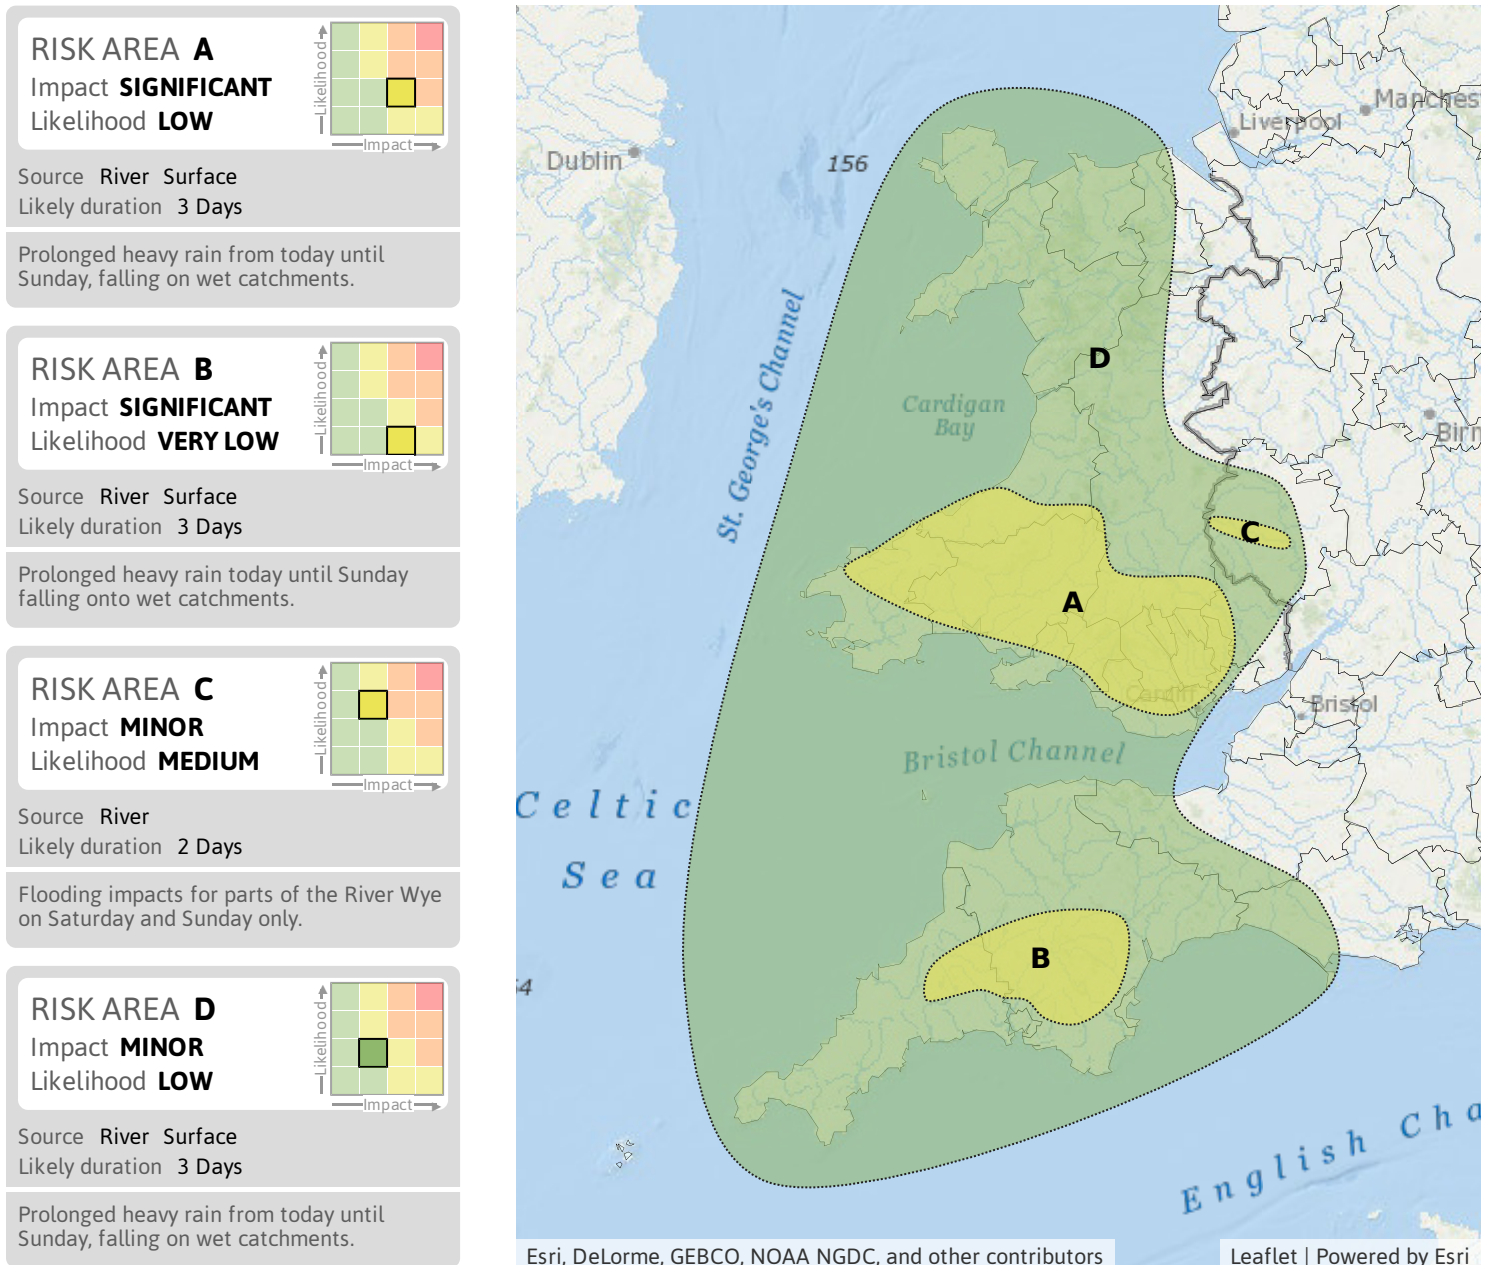 RISK AREA A
Impact SIGNIFICANT
Likelihood LOW
Likelihood
Impact
Source River Surface
Likely duration 3 Days
Prolonged heavy rain from today until
Sunday, falling on wet catchments.
RISK AREA B
Impact SIGNIFICANT
Likelihood VERY LOW
Likelihood
Impact
Source River Surface
Likely duration 3 Days
Prolonged heavy rain today until Sunday
falling onto wet catchments.
RISK AREA C
Impact MINOR
Likelihood MEDIUM
Likelihood
Impact
Source River
Likely duration 2 Days
Flooding impacts for parts of the River Wye
on Saturday and Sunday only.
RISK AREA D
Impact MINOR
Likelihood LOW
Likelihood
Impact
Source River Surface
Likely duration 3 Days
Prolonged heavy rain from today until
Sunday, falling on wet catchments.
Manches
Liverpool
Dublin
156
St. George's Channel
D
Cardigan
Bay
Birn
C
A
Cardiff
Bristol
Bristol Channel
Celtic
Sea
B
54
English Cha
Esri, DeLorme, GEBCO, NOAA NGDC, and other contributors
Leaflet | Powered by Esri